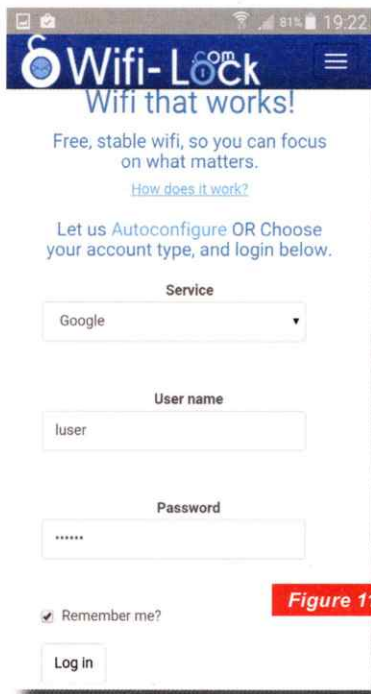 81% 19:22
Wifi-Lock
com
Wifi that works!
Free, stable wifi, so you can focus
on what matters.
How does it work?
Let us Autoconfigure OR Choose
your account type, and login below.
Service
Google
User name
luser
Password
••••••
Remember me?
Log in